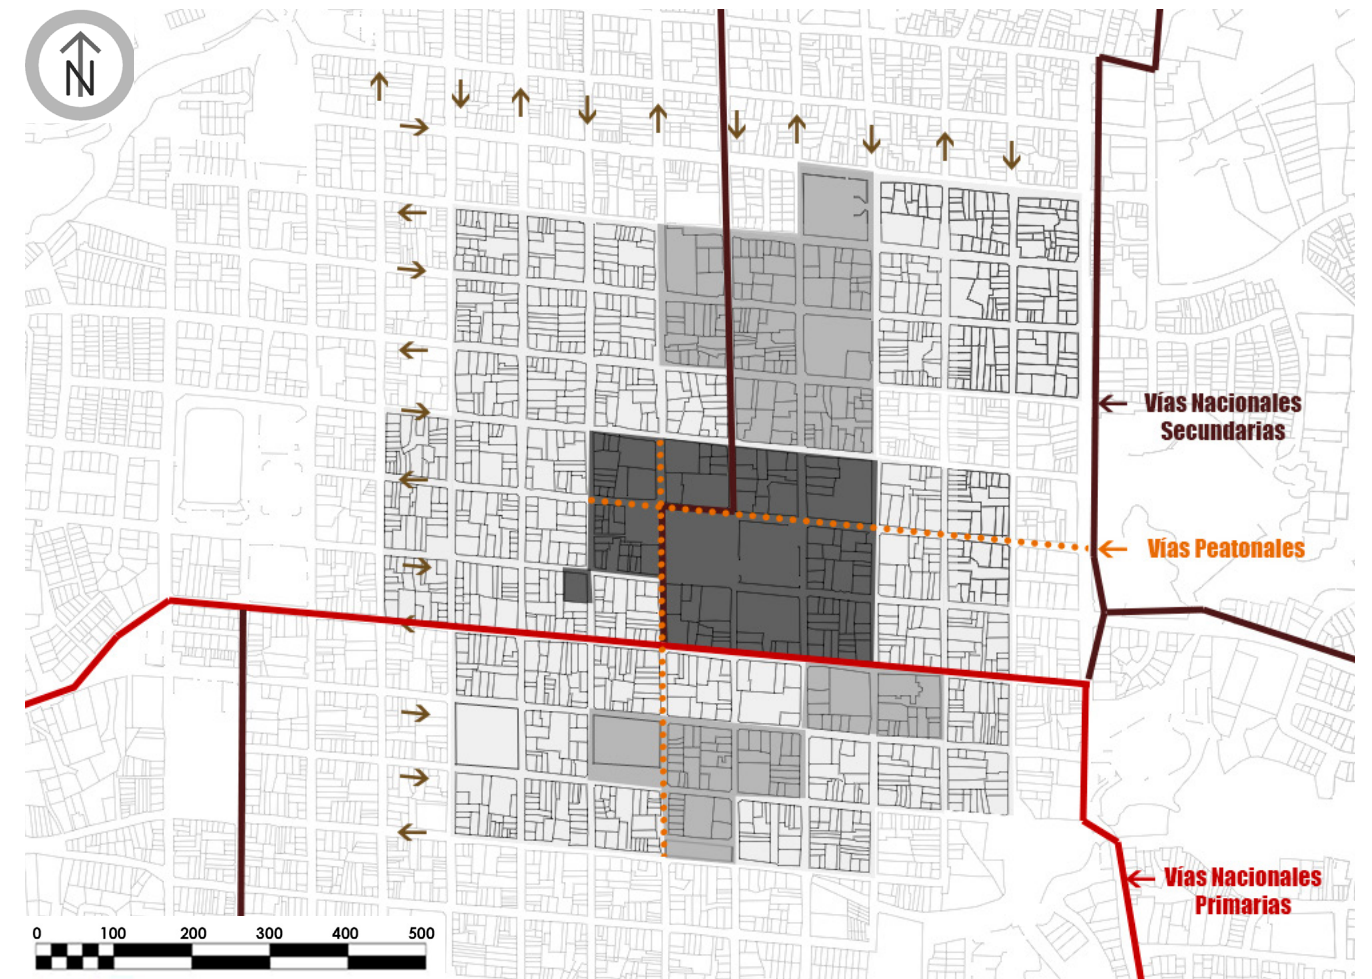 N
Vías Nacionales
Secundarias
Vías Peatonales
Vías Nacionales
Primarias
0 100 200 300 400 500